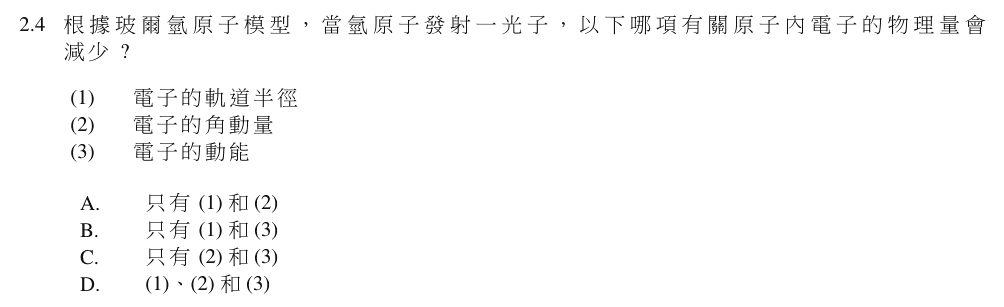 2.4 根據玻爾氫原子模型，當氫原子發射一光子，以下哪項有關原子內電子的物理量會
減少？
(1) 電子的軌道半徑
(2) 電子的角動量
(3) 電子的動能
A. 只有 (1) 和 (2)
B. 只有 (1) 和 (3)
C. 只有 (2) 和 (3)
D. (1)、(2) 和 (3)